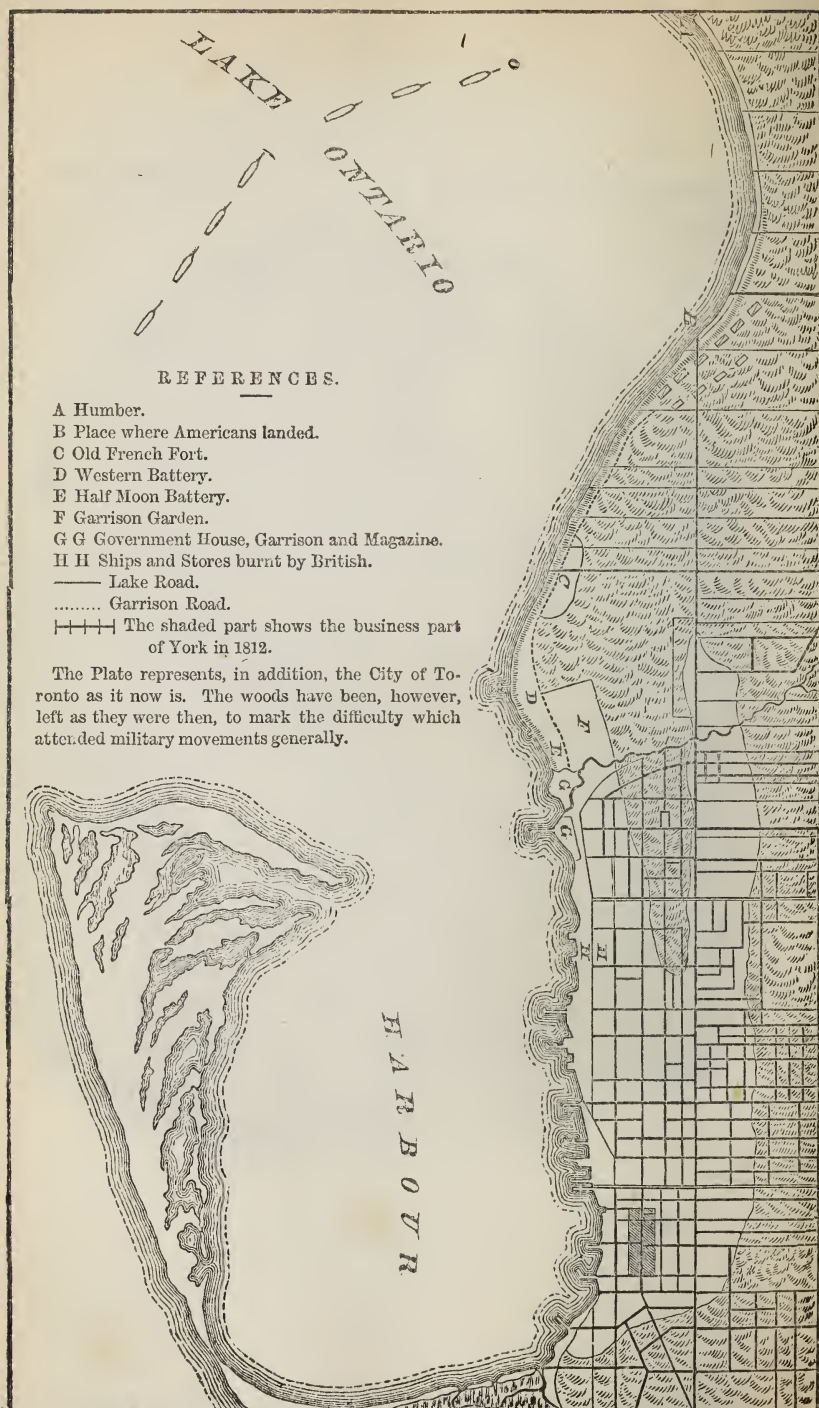 LAKE
ONTARIO
REFERENCES.
A Humber.
B Place where Americans landed.
C Old French Fort.
D Western Battery.
E Half Moon Battery.
F Garrison Garden.
G G Government House, Garrison and Magazine.
H H Ships and Stores burnt by British.
—— Lake Road.
......... Garrison Road.
The shaded part shows the business part
of York in 1812.
The Plate represents, in addition, the City of To-
ronto as it now is. The woods have been, however,
left as they were then, to mark the difficulty which
attended military movements generally.
B
C
D
F
E
G
G
H H
HARBOUR